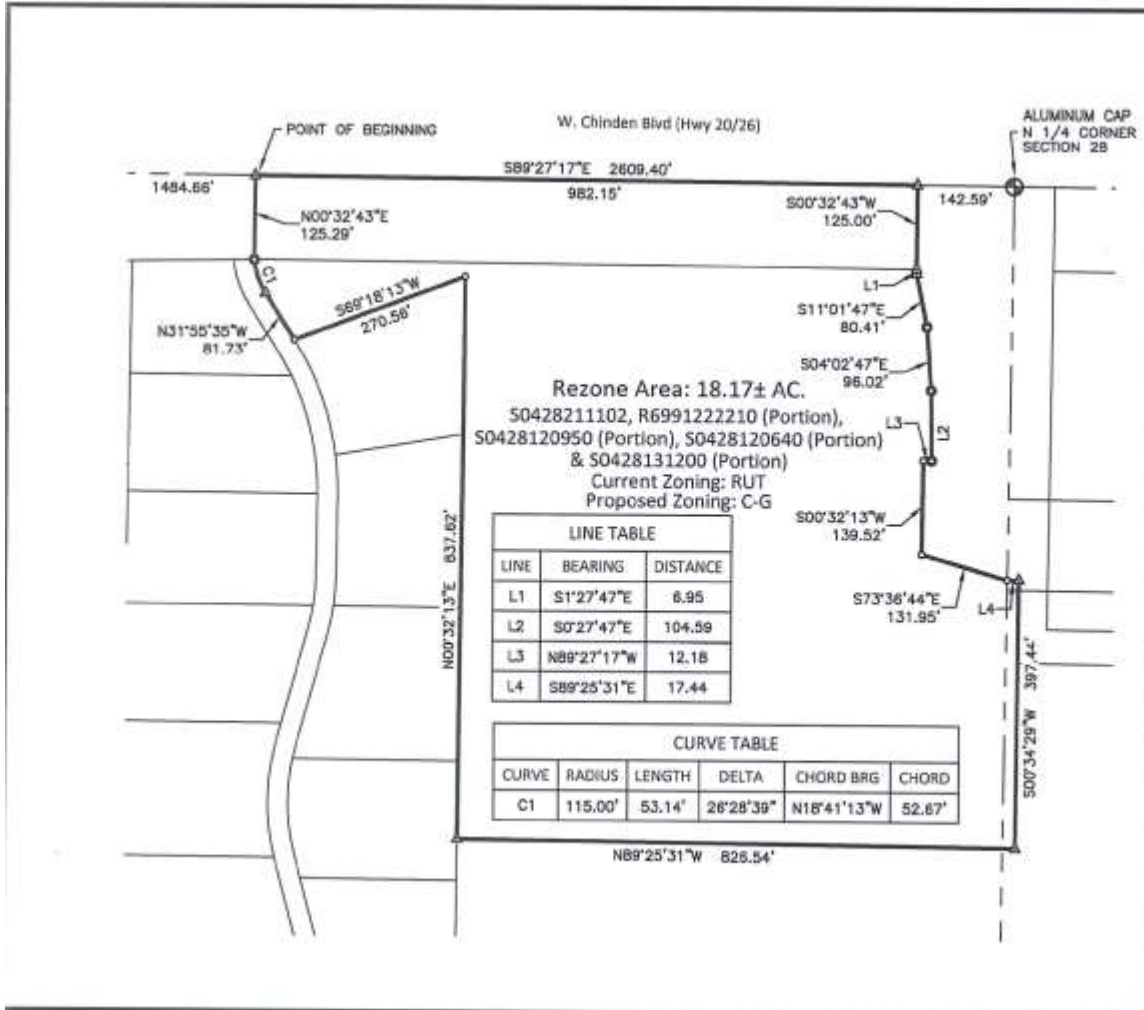 POINT OF BEGINNING
W. Chinden Blvd (Hwy 20/26)
ALUMINUM CAP
N 1/4 CORNER
SECTION 28
S89°27'17"E 2609.40'
1484.66'
982.15'
142.59'
N00°32'43"E
125.29'
S00°32'43"W
125.00'
C1
L1
S69°18'13"W
270.56'
S11°01'47"E
80.41'
N31°55'35"W
81.73'
S04°02'47"E
96.02'
Rezone Area: 18.17± AC.
S0428211102, R6991222210 (Portion),
S0428120950 (Portion), S0428120640 (Portion)
& S0428131200 (Portion)
Current Zoning: RUT
Proposed Zoning: C-G
L3
L2
S00°32'13"W
139.52'
S73°36'44"E
131.95'
L4
N00°32'13"E 837.62'
LINE TABLE
LINE BEARING DISTANCE
L1 S1°27'47"E 6.95
L2 S0°27'47"E 104.59
L3 N89°27'17"W 12.18
L4 S89°25'31"E 17.44
S00°34'29"W 397.44'
CURVE TABLE
CURVE RADIUS LENGTH DELTA CHORD BRG CHORD
C1 115.00' 53.14' 26°28'39" N18°41'13"W 52.67'
N89°25'31"W 826.54'